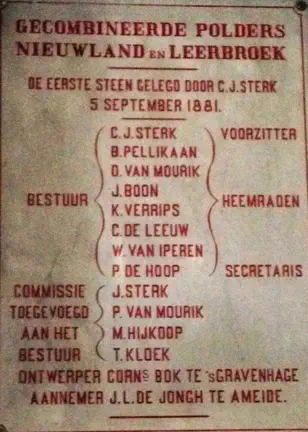 GECOMBINEERDE POLDERS
NIEUWLAND EN LEERBROEK
DE EERSTE STEEN GELEGD DOOR C.J.STERK
5 SEPTEMBER 1881.
BESTUUR
C.J.STERK VOORZITTER
B.PELLIKAAN
D.VAN MOURIK
J.BOON
K.VERRIPS
C.DE LEEUW
W.VAN IPEREN
HEEMRADEN
P.DE HOOP SECRETARIS
COMMISSIE J.STERK
TOEGEVOEGD P.VAN MOURIK
AAN HET M.HIJKOOP
BESTUUR T.KLOEK
ONTWERPER CORNS BOK TE 'sGRAVENHAGE
AANNEMER J.L.DE JONGH TE AMEIDE.